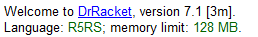 Welcome to DrRacket, version 7.1 [3m].
Language: R5RS; memory limit: 128 MB.